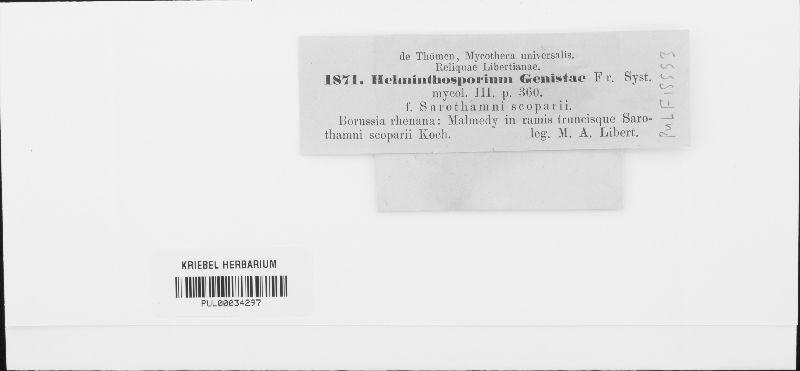 de Thümen, Mycotheca universalis.
Reliquae Libertianae.
1871. Helminthosporium Genistae Fr. Syst.
mycol. III. p. 360.
f. Sarothamni scoparii.
Borussia rhenana: Malmedy in ramis truncisque Saro-
thamni scoparii Koch. leg. M. A. Libert.
PulF15553
KRIEBEL HERBARIUM
PUL00034297